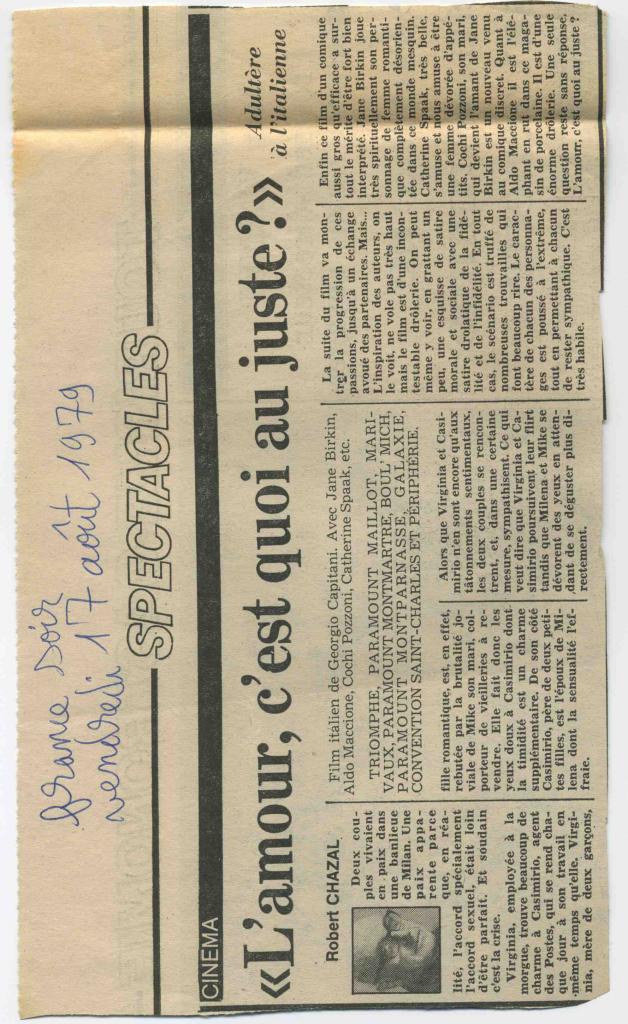 france soir
vendredi 17 août 1979
SPECTACLES
CINEMA
«L'amour, c'est quoi au juste?»
Adultère
à l'italienne
Robert CHAZAL
Film italien de Georgio Capitani. Avec Jane Birkin,
Aldo Maccione, Cochi Pozzoni, Catherine Spaak, etc.
TRIOMPHE, PARAMOUNT MAILLOT, MARI-
VAUX, PARAMOUNT MONTMARTRE, BOUL' MICH,
PARAMOUNT MONTPARNASSE, GALAXIE,
CONVENTION SAINT-CHARLES ET PÉRIPHÉRIE.
Deux cou-
ples vivaient
en paix dans
une banlieue
de Milan. Une
paix appa-
rente parce
que, en réa-
lité, l'accord spécialement
l'accord sexuel, était loin
d'être parfait. Et soudain
c'est la crise.
Virginia, employée à la
morgue, trouve beaucoup de
charme à Casimirio, agent
des Postes, qui se rend cha-
que jour à son travail en
même temps qu'elle. Virgi-
nia, mère de deux garçons,
fille romantique, est, en effet,
rebutée par la brutalité jo-
viale de Mike son mari, col-
porteur de vieilleries à re-
vendre. Elle fait donc les
yeux doux à Casimirio dont
la timidité est un charme
supplémentaire. De son côté
Casimirio, père de deux peti-
tes filles, est l'époux de Mi-
lena dont la sensualité l'ef-
fraie.
Alors que Virginia et Casi-
mirio n'en sont encore qu'aux
tâtonnements sentimentaux,
les deux couples se rencon-
trent, et, dans une certaine
mesure, sympathisent. Ce qui
veut dire que Virginia et Ca-
simirio poursuivent leur flirt
tandis que Milena et Mike se
dévorent des yeux en atten-
dant de se déguster plus di-
rectement.
La suite du film va mon-
trer la progression de ces
passions, jusqu'à un échange
avoué des partenaires. Mais...
L'inspiration des auteurs, on
le voit, ne vole pas très haut
mais le film est d'une incon-
testable drôlerie. On peut
même y voir, en grattant un
peu, une esquisse de satire
morale et sociale avec une
satire drolatique de la fidé-
lité et de l'infidélité. En tout
cas, le scénario est truffé de
nombreuses trouvailles qui
font beaucoup rire. Le carac-
tère de chacun des personna-
ges est poussé à l'extrême,
tout en permettant à chacun
de rester sympathique. C'est
très habile.
Enfin ce film d'un comique
aussi gros qu'efficace a sur-
tout le mérite d'être fort bien
interprété. Jane Birkin joue
très spirituellement son per-
sonnage de femme romanti-
que complètement désorien-
tée dans ce monde mesquin.
Catherine Spaak, très belle,
s'amuse et nous amuse à être
une femme dévorée d'appé-
tits. Cochi Pozzoni, son mari,
qui devient l'amant de Jane
Birkin est un nouveau venu
au comique discret. Quant à
Aldo Maccione il est l'élé-
phant en rut dans ce maga-
sin de porcelaine. Il est d'une
énorme drôlerie. Une seule
question reste sans réponse,
L'amour, c'est quoi au juste ?